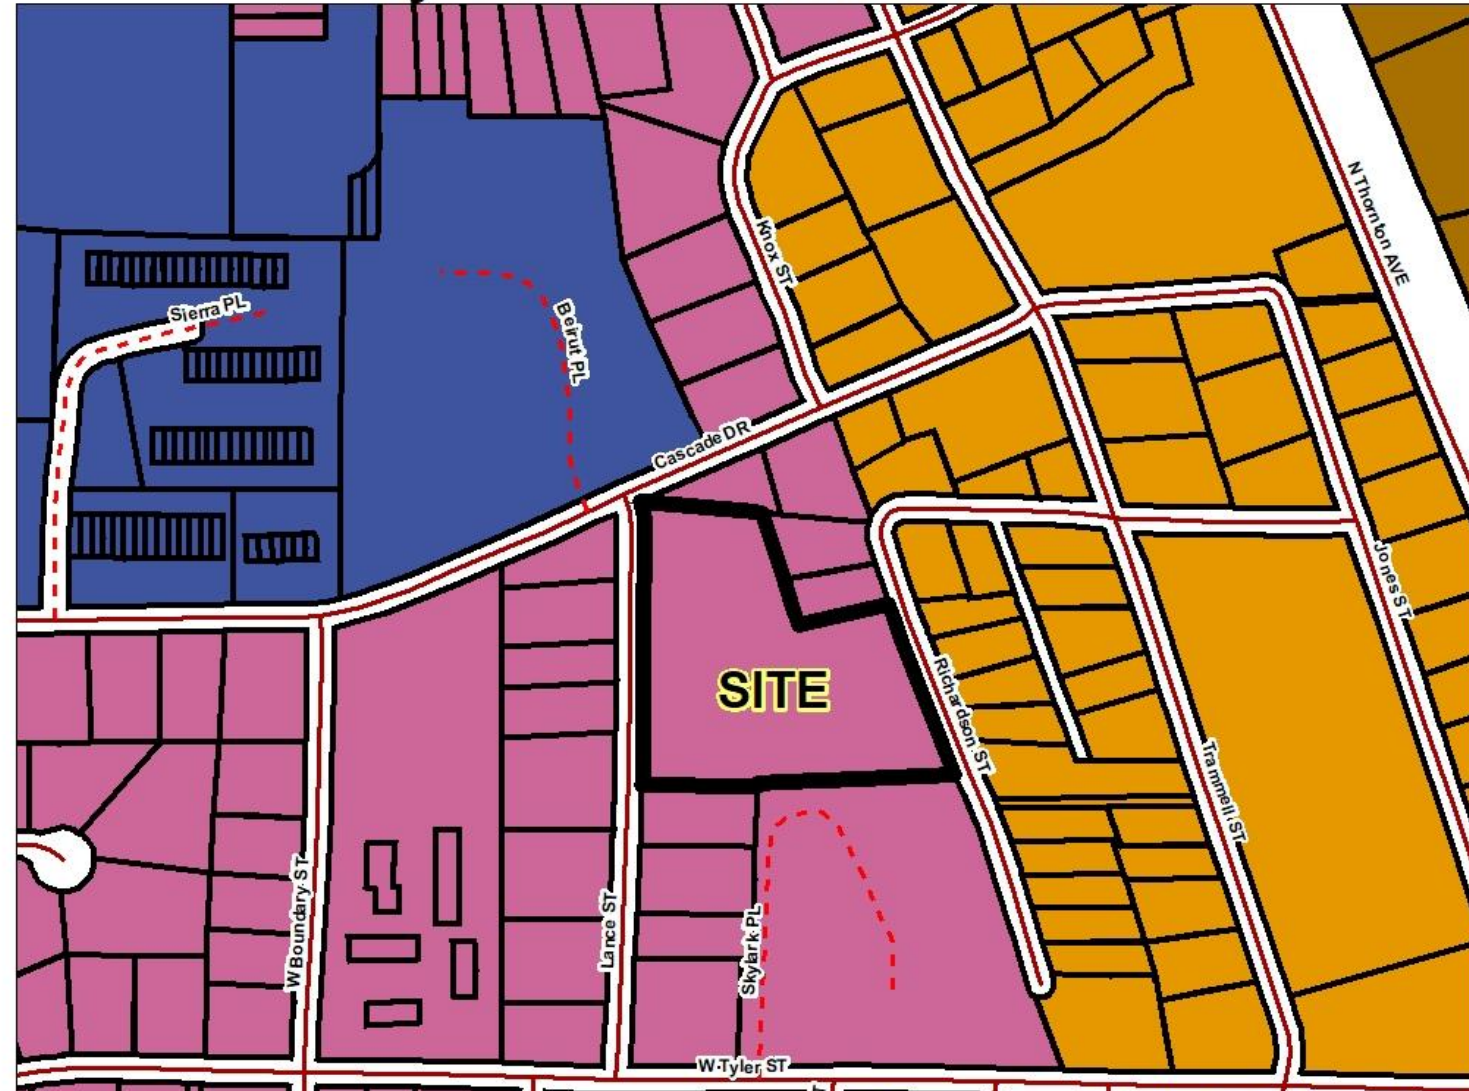 N Thornton AVE
Knox ST
Sierra PL
Beirut PL
Cascade DR
Jones ST
SITE
Richardson ST
Trammell ST
W Boundary ST
Lance ST
Skylark PL
W Tyler ST